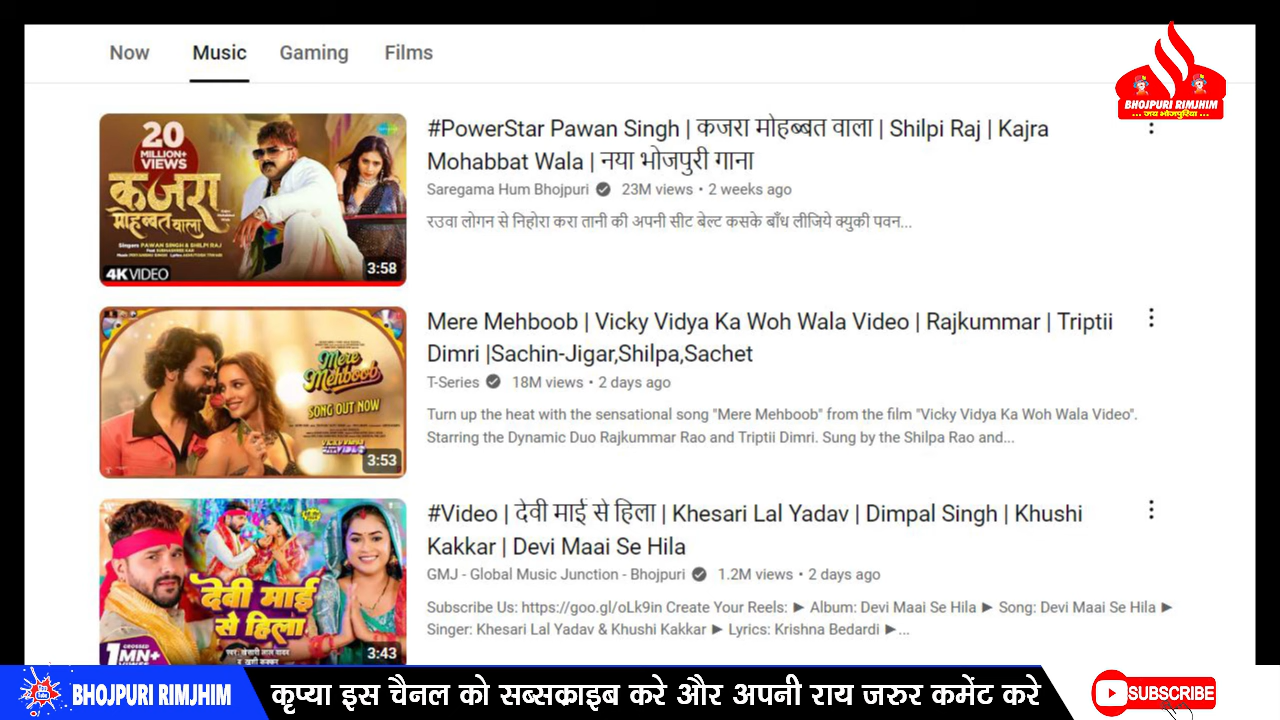 Now Music Gaming Films
BHOJPURI RIMJHIM
... जय भोजपुरिया ...
20
MILLION+
VIEWS
कजरा
मोहब्बत वाला
Singers PAWAN SINGH & SHILPI RAJ
4K VIDEO
3:58
#PowerStar Pawan Singh | कजरा मोहब्बत वाला | Shilpi Raj | Kajra
Mohabbat Wala | नया भोजपुरी गाना
Saregama Hum Bhojpuri 23M views • 2 weeks ago
रउवा लोगन से निहोरा करा तानी की अपनी सीट बेल्ट कसके बाँध लीजिये क्युकी पवन...
Mere
Mehboob
SONG OUT NOW
3:53
Mere Mehboob | Vicky Vidya Ka Woh Wala Video | Rajkummar | Triptii
Dimri |Sachin-Jigar,Shilpa,Sachet
T-Series 18M views • 2 days ago
Turn up the heat with the sensational song "Mere Mehboob" from the film "Vicky Vidya Ka Woh Wala Video".
Starring the Dynamic Duo Rajkummar Rao and Triptii Dimri. Sung by the Shilpa Rao and...
देवी माई
से हिला
CROSSED
1MN+
3:43
#Video | देवी माई से हिला | Khesari Lal Yadav | Dimpal Singh | Khushi
Kakkar | Devi Maai Se Hila
GMJ - Global Music Junction - Bhojpuri 1.2M views • 2 days ago
Subscribe Us: https://goo.gl/oLk9in Create Your Reels: ► Album: Devi Maai Se Hila ► Song: Devi Maai Se Hila ►
Singer: Khesari Lal Yadav & Khushi Kakkar ► Lyrics: Krishna Bedardi ►...
BHOJPURI RIMJHIM
कृप्या इस चैनल को सब्सक्राइब करे और अपनी राय जरुर कमेंट करे
SUBSCRIBE